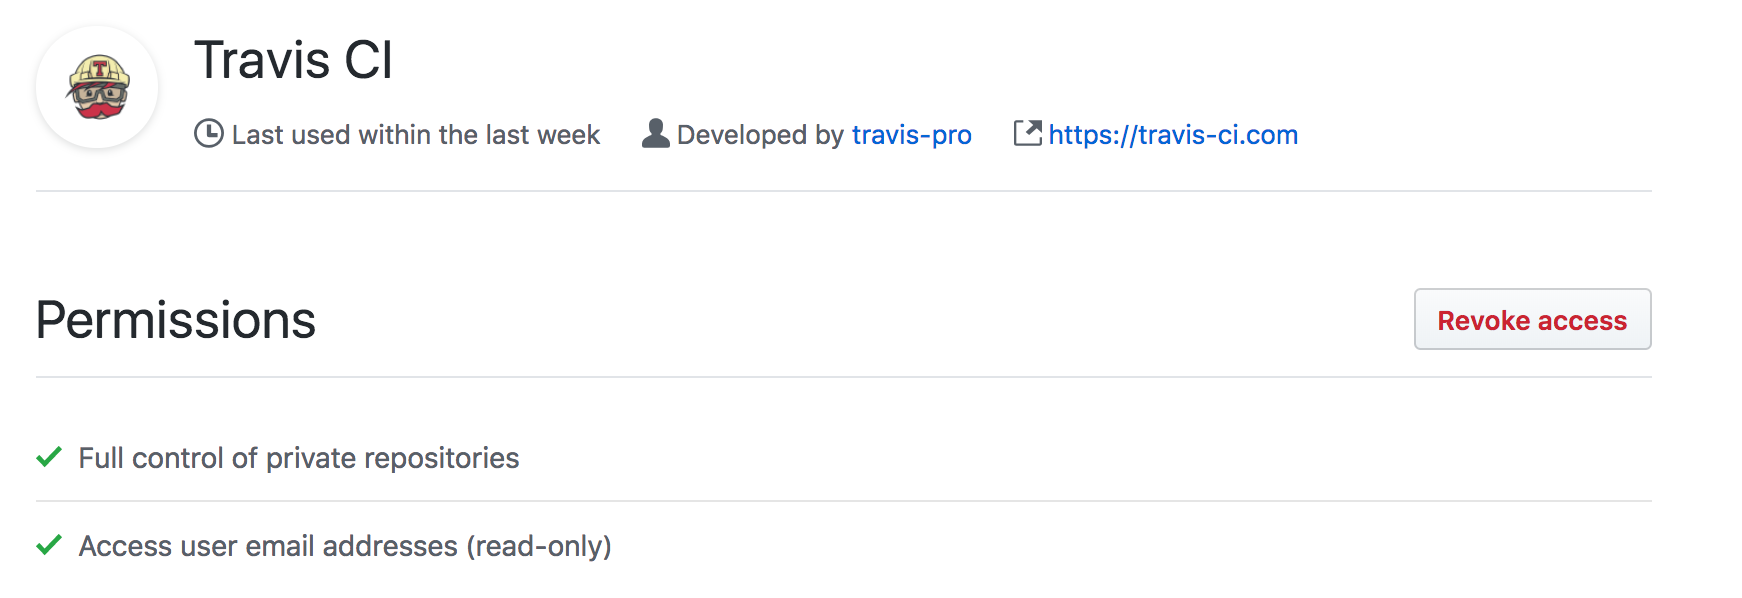 Travis CI
Last used within the last week Developed by travis-pro https://travis-ci.com
Permissions Revoke access
Full control of private repositories
Access user email addresses (read-only)
T